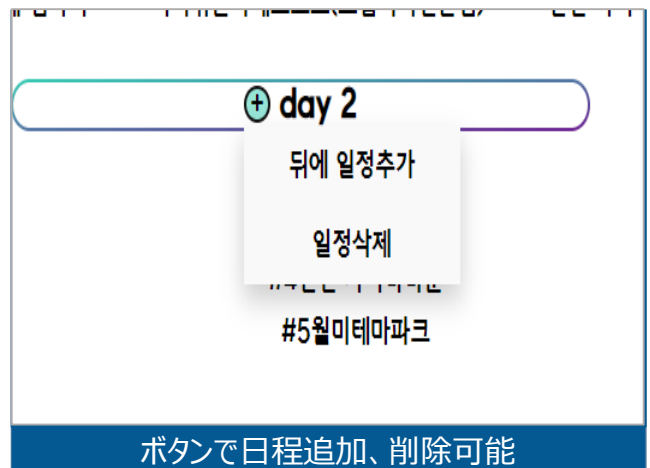 + day 2
뒤에 일정추가
일정삭제
#5월미테마파크
ボタンで日程追加、削除可能